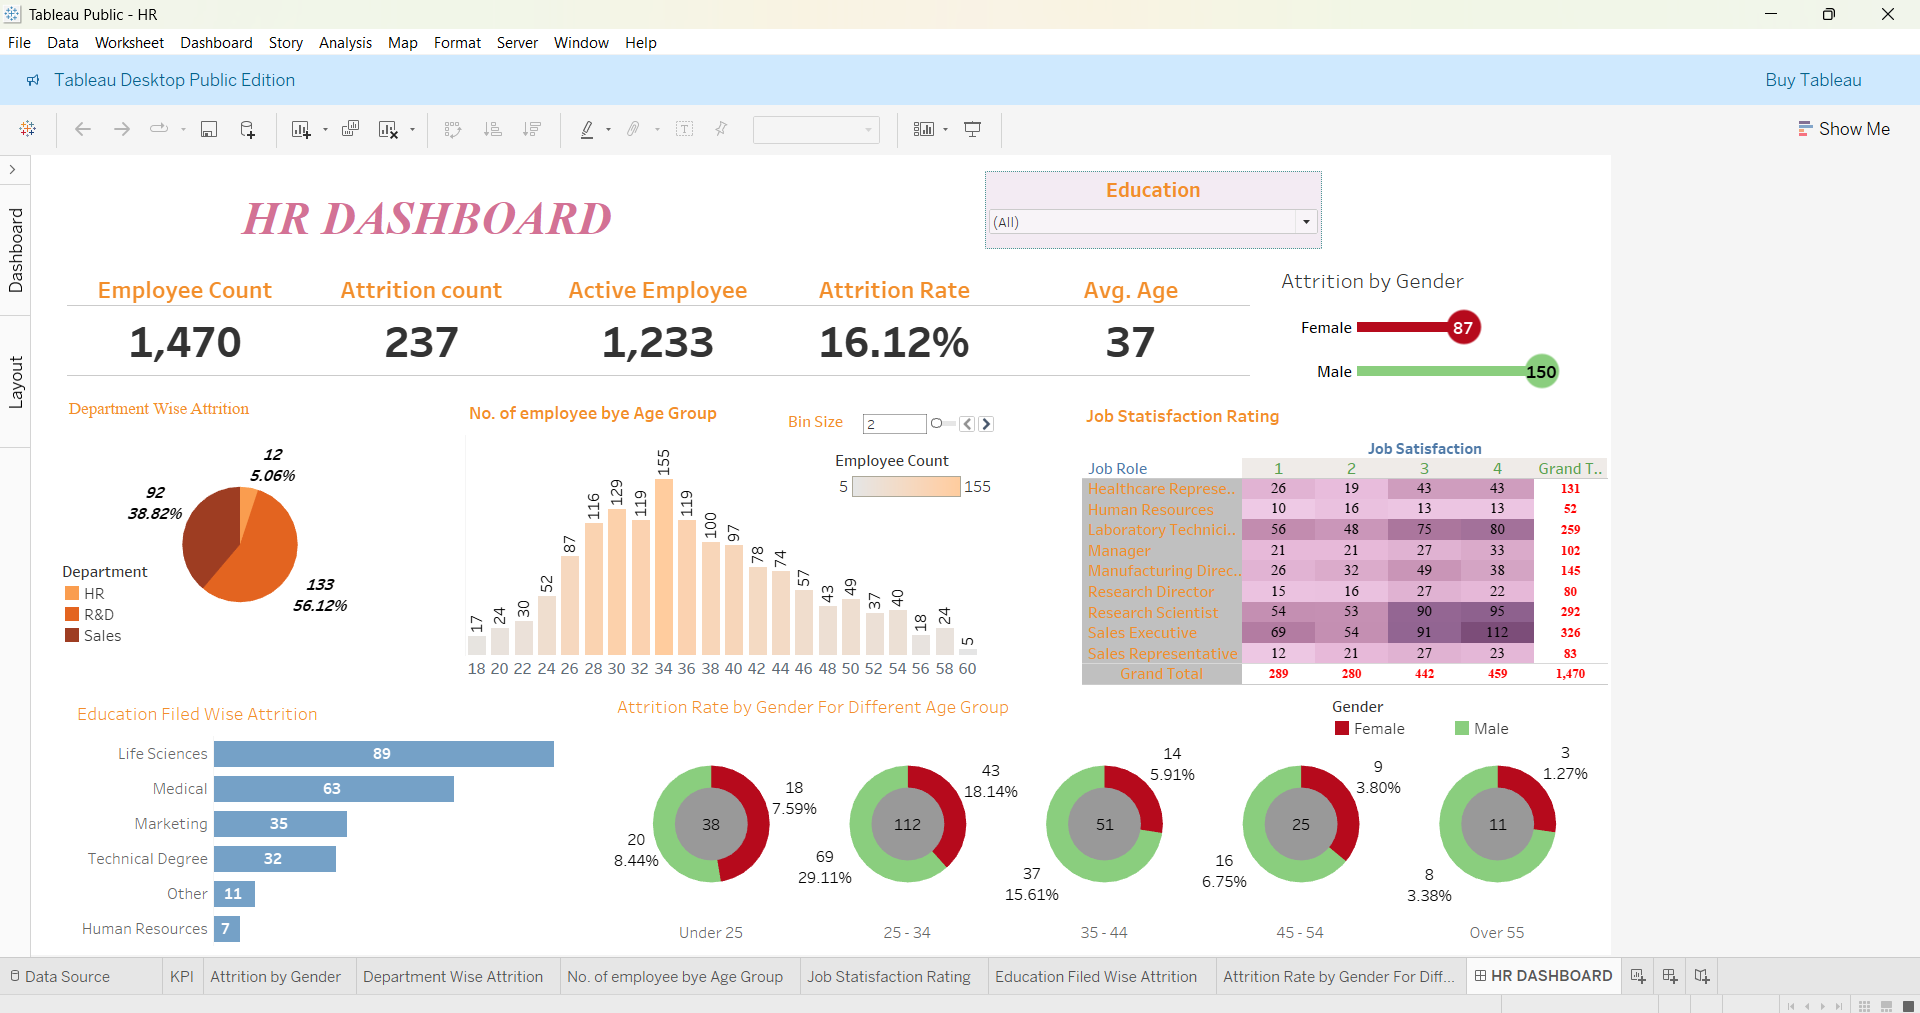 Tableau Public - HR
File Data Worksheet Dashboard Story Analysis Map Format Server Window Help
Tableau Desktop Public Edition
Buy Tableau
Show Me
Dashboard
Layout
HR DASHBOARD
Education
(All)
Employee Count Attrition count Active Employee Attrition Rate Avg. Age
1,470 237 1,233 16.12% 37
Attrition by Gender
Female 87
Male 150
Department Wise Attrition
12
5.06%
92
38.82%
133
56.12%
Department
HR
R&D
Sales
No. of employee bye Age Group
Bin Size 2
Employee Count
5 155
17 24 30 52 87 116 129 119 155 119 100 97 78 74 57 43 49 37 40 18 24 5
18 20 22 24 26 28 30 32 34 36 38 40 42 44 46 48 50 52 54 56 58 60
Job Statisfaction Rating
Job Satisfaction
Job Role 1 2 3 4 Grand T..
Healthcare Represe.. 26 19 43 43 131
Human Resources 10 16 13 13 52
Laboratory Technici.. 56 48 75 80 259
Manager 21 21 27 33 102
Manufacturing Direc.. 26 32 49 38 145
Research Director 15 16 27 22 80
Research Scientist 54 53 90 95 292
Sales Executive 69 54 91 112 326
Sales Representative 12 21 27 23 83
Grand Total 289 280 442 459 1,470
Education Filed Wise Attrition
Life Sciences 89
Medical 63
Marketing 35
Technical Degree 32
Other 11
Human Resources 7
Attrition Rate by Gender For Different Age Group
Gender
Female Male
18
7.59%
38
20
8.44%
43
18.14%
112
69
29.11%
14
5.91%
51
37
15.61%
9
3.80%
25
16
6.75%
3
1.27%
11
8
3.38%
Under 25 25 - 34 35 - 44 45 - 54 Over 55
Data Source KPI Attrition by Gender Department Wise Attrition No. of employee bye Age Group Job Statisfaction Rating Education Filed Wise Attrition Attrition Rate by Gender For Diff... HR DASHBOARD